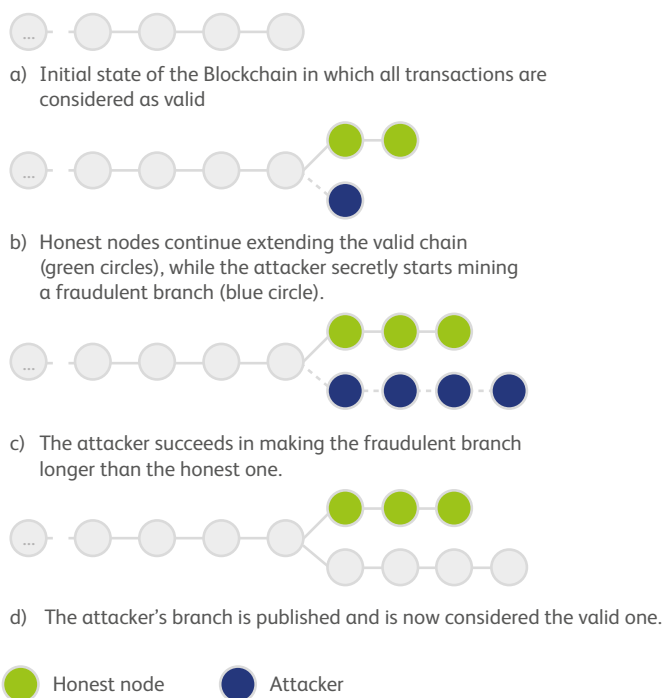 ...
a) Initial state of the Blockchain in which all transactions are
considered as valid
...
b) Honest nodes continue extending the valid chain
(green circles), while the attacker secretly starts mining
a fraudulent branch (blue circle).
...
c) The attacker succeeds in making the fraudulent branch
longer than the honest one.
...
d) The attacker's branch is published and is now considered the valid one.
Honest node Attacker